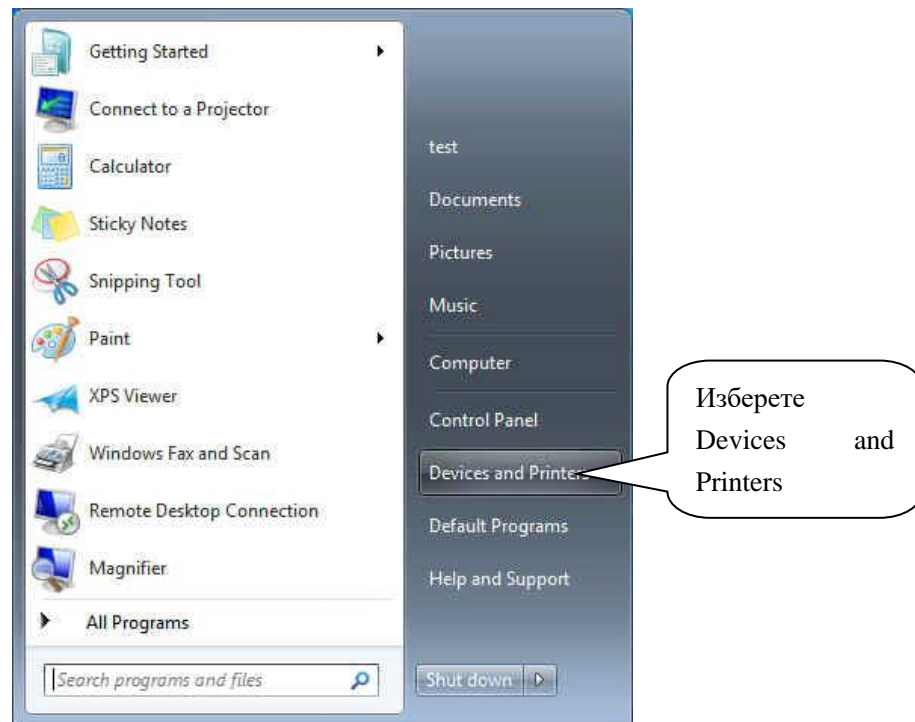 Getting Started
Connect to a Projector
Calculator
Sticky Notes
Snipping Tool
Paint
XPS Viewer
Windows Fax and Scan
Remote Desktop Connection
Magnifier
All Programs
Search programs and files
test
Documents
Pictures
Music
Computer
Control Panel
Devices and Printers
Default Programs
Help and Support
Shut down
Изберете
Devices and
Printers